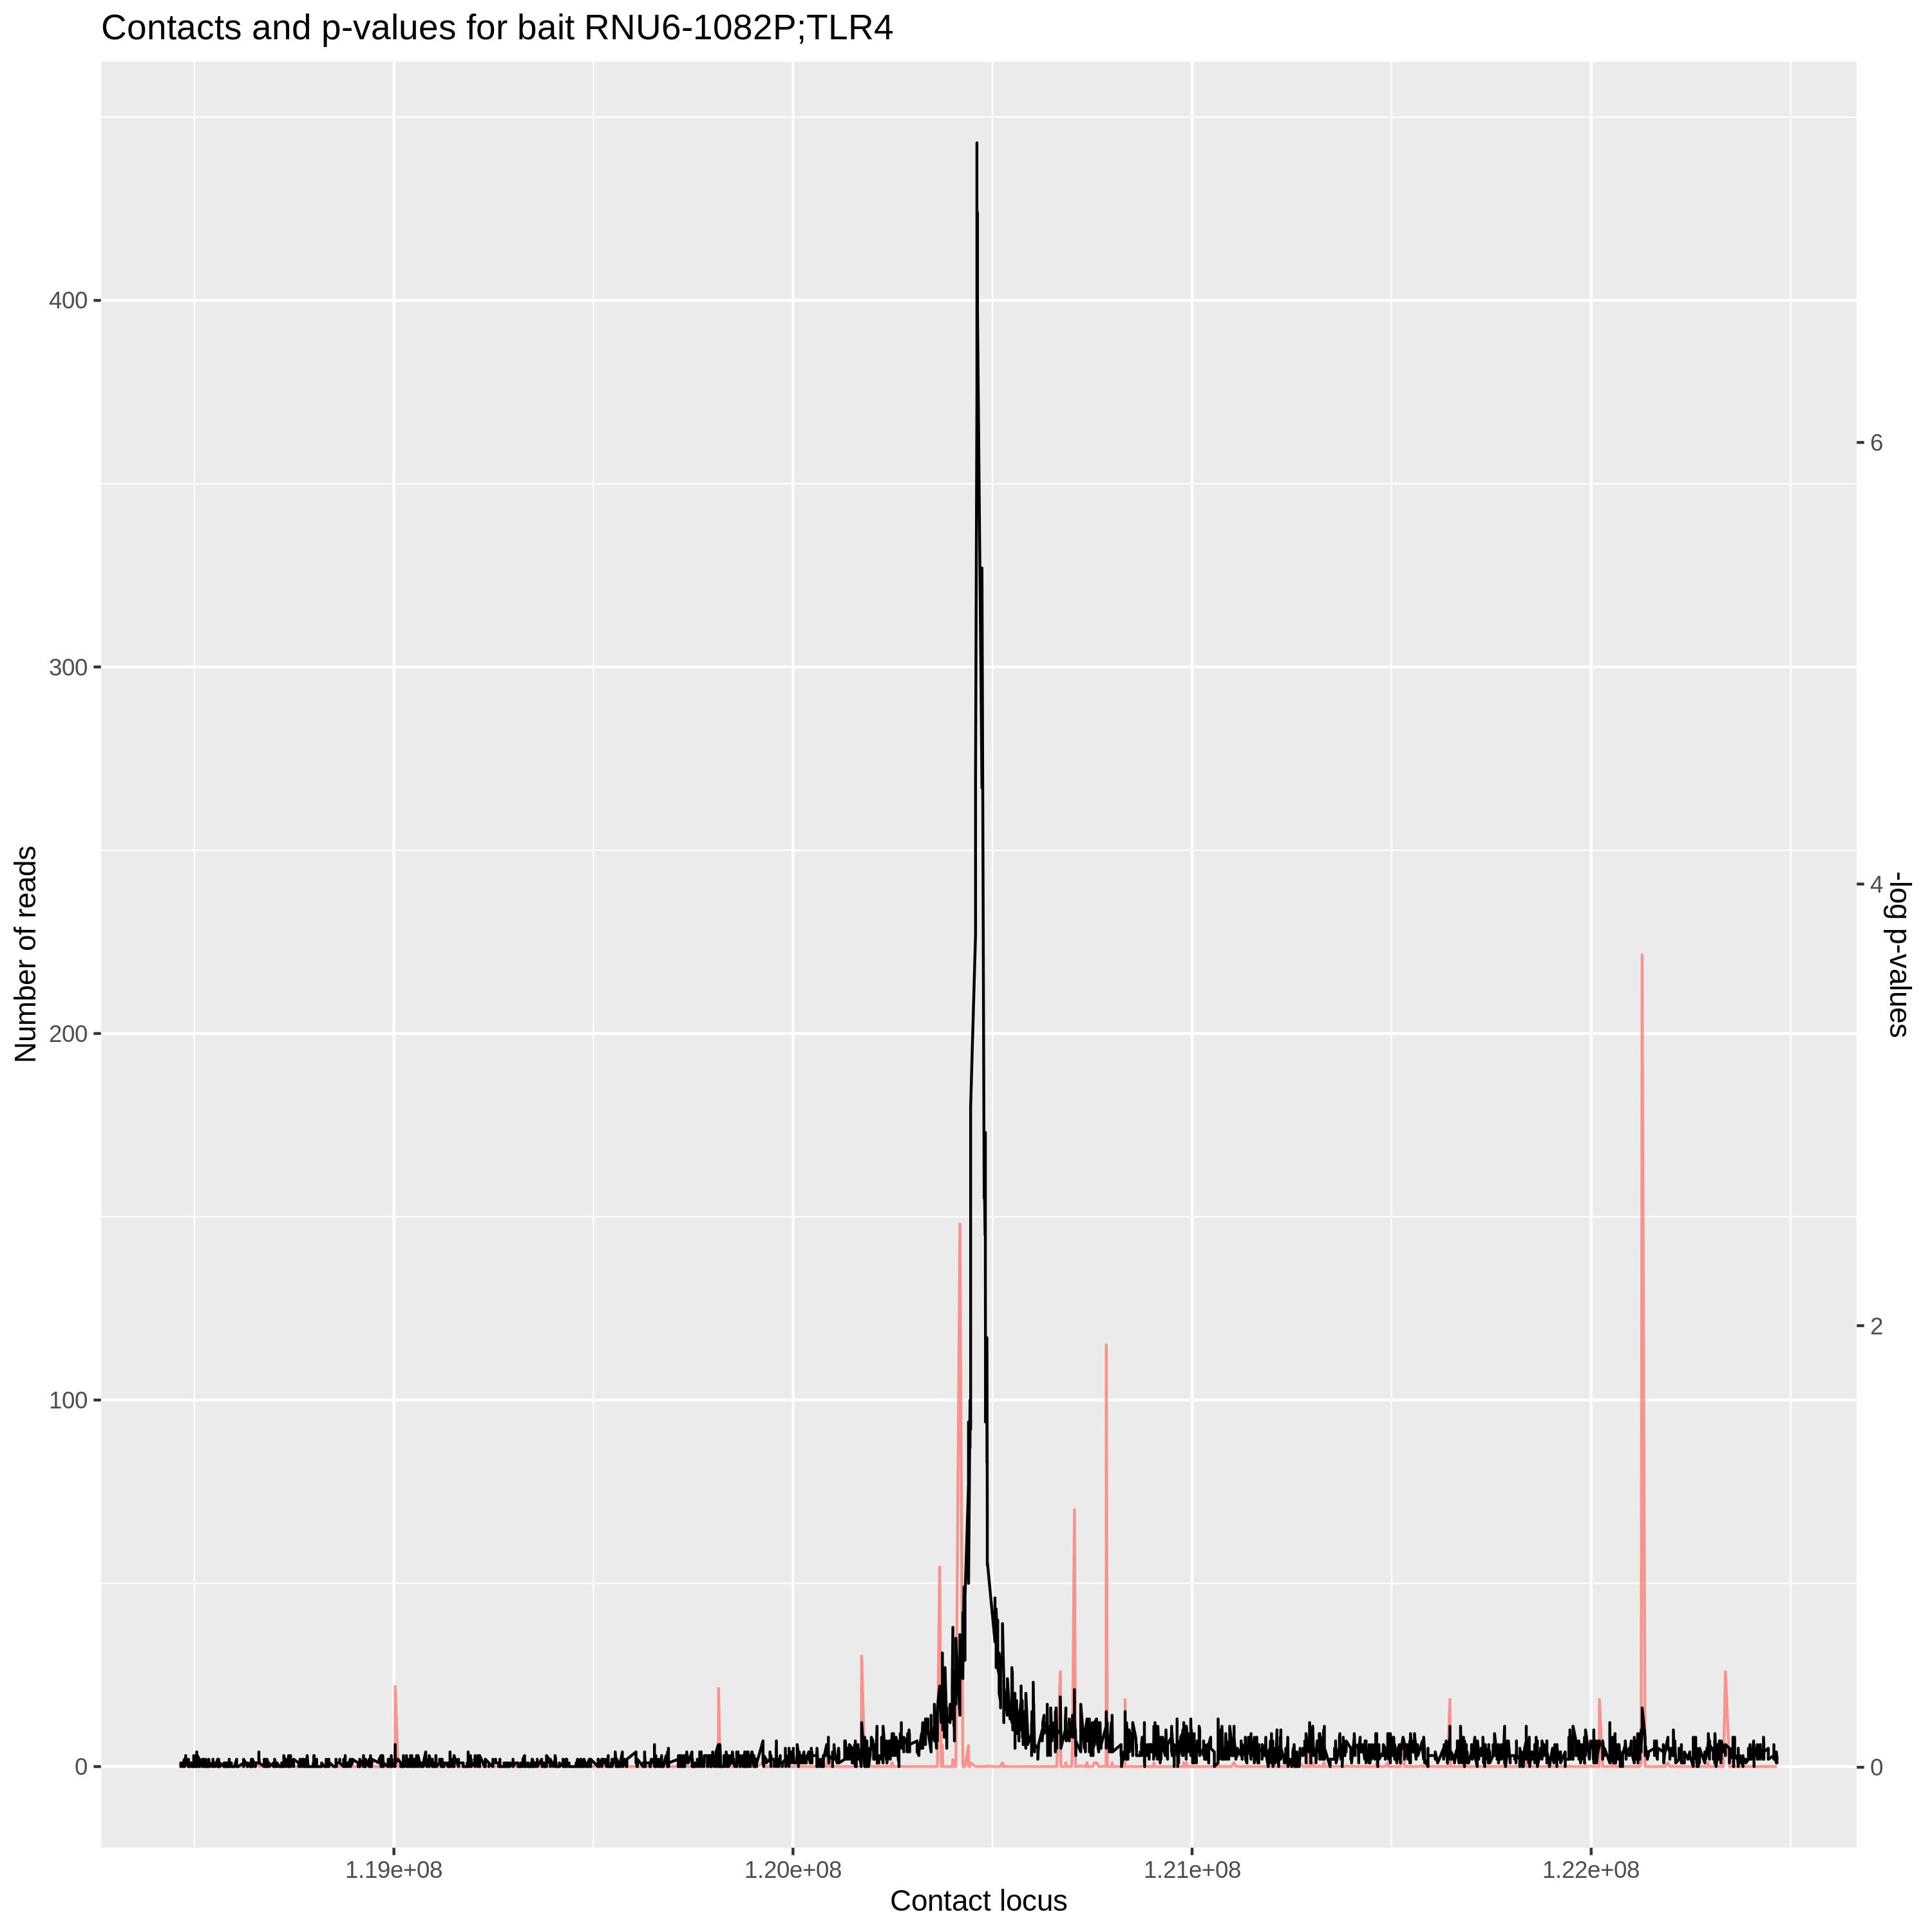 Contacts and p-values for bait RNU6-1082P;TLR4
Number of reads
400
300
200
100
0
6
4
2
0
-log p-values
1.19e+08
1.20e+08
1.21e+08
1.22e+08
Contact locus